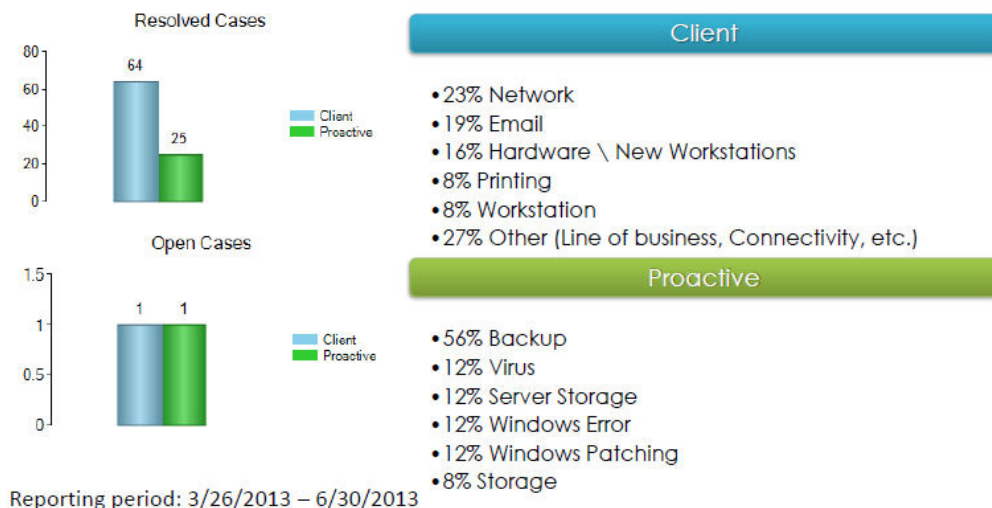 Resolved Cases
80
60
40
20
0
64
25
Client
Proactive
Open Cases
1.5
1
0.5
0
1
1
Client
Proactive
Reporting period: 3/26/2013 – 6/30/2013
Client
•23% Network
•19% Email
•16% Hardware \ New Workstations
•8% Printing
•8% Workstation
•27% Other (Line of business, Connectivity, etc.)
Proactive
•56% Backup
•12% Virus
•12% Server Storage
•12% Windows Error
•12% Windows Patching
•8% Storage